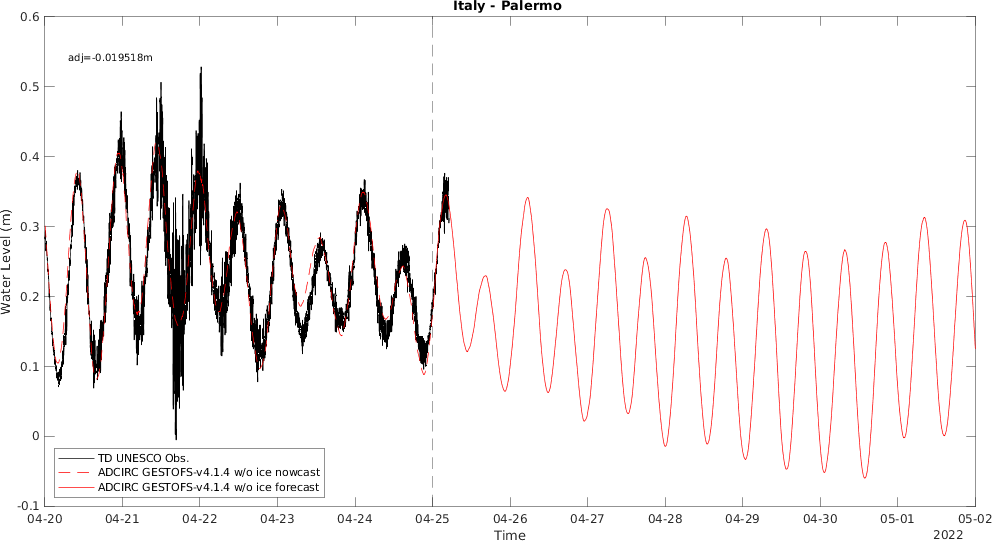 Italy - Palermo
adj=-0.019518m
0.6
0.5
0.4
0.3
0.2
0.1
0
-0.1
Water Level (m)
TD UNESCO Obs.
ADCIRC GESTOFS-v4.1.4 w/o ice nowcast
ADCIRC GESTOFS-v4.1.4 w/o ice forecast
04-20 04-21 04-22 04-23 04-24 04-25 04-26 04-27 04-28 04-29 04-30 05-01 05-02
Time
2022